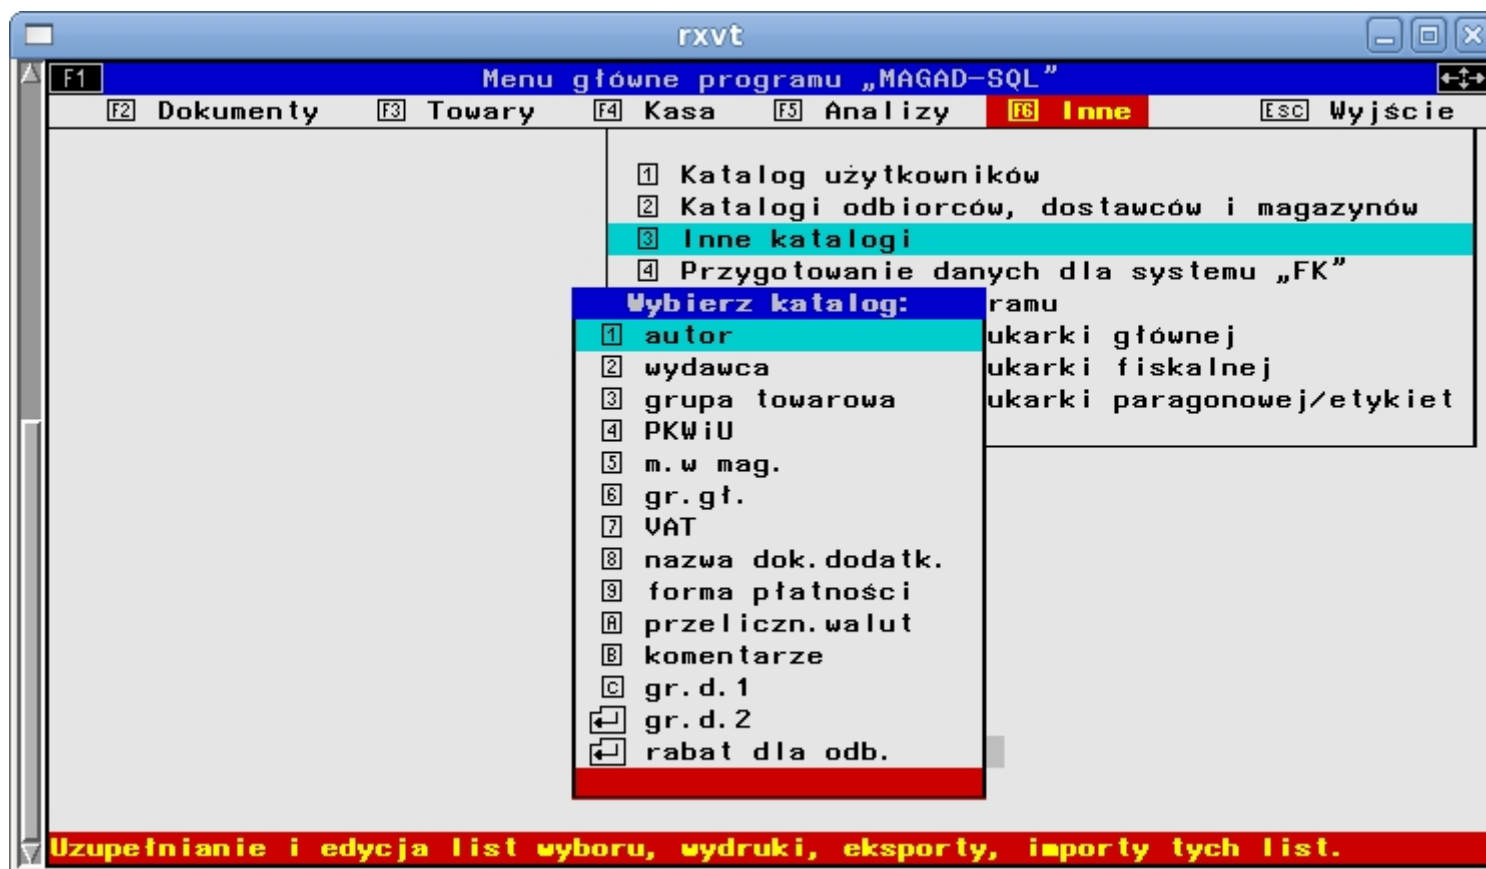 rxvt
F1 Menu główne programu „MAGAD-SQL”
F2 Dokumenty F3 Towary F4 Kasa F5 Analizy F6 Inne Esc Wyjście
1 Katalog użytkowników
2 Katalogi odbiorców, dostawców i magazynów
3 Inne katalogi
4 Przygotowanie danych dla systemu „FK”
ramu
ukarki głównej
ukarki fiskalnej
ukarki paragonowej/etykiet
Wybierz katalog:
1 autor
2 wydawca
3 grupa towarowa
4 PKWiU
5 m.w mag.
6 gr.gł.
7 VAT
8 nazwa dok.dodatk.
9 forma płatności
A przeliczn.walut
B komentarze
C gr.d.1
gr.d.2
rabat dla odb.
Uzupełnianie i edycja list wyboru, wydruki, eksporty, importy tych list.